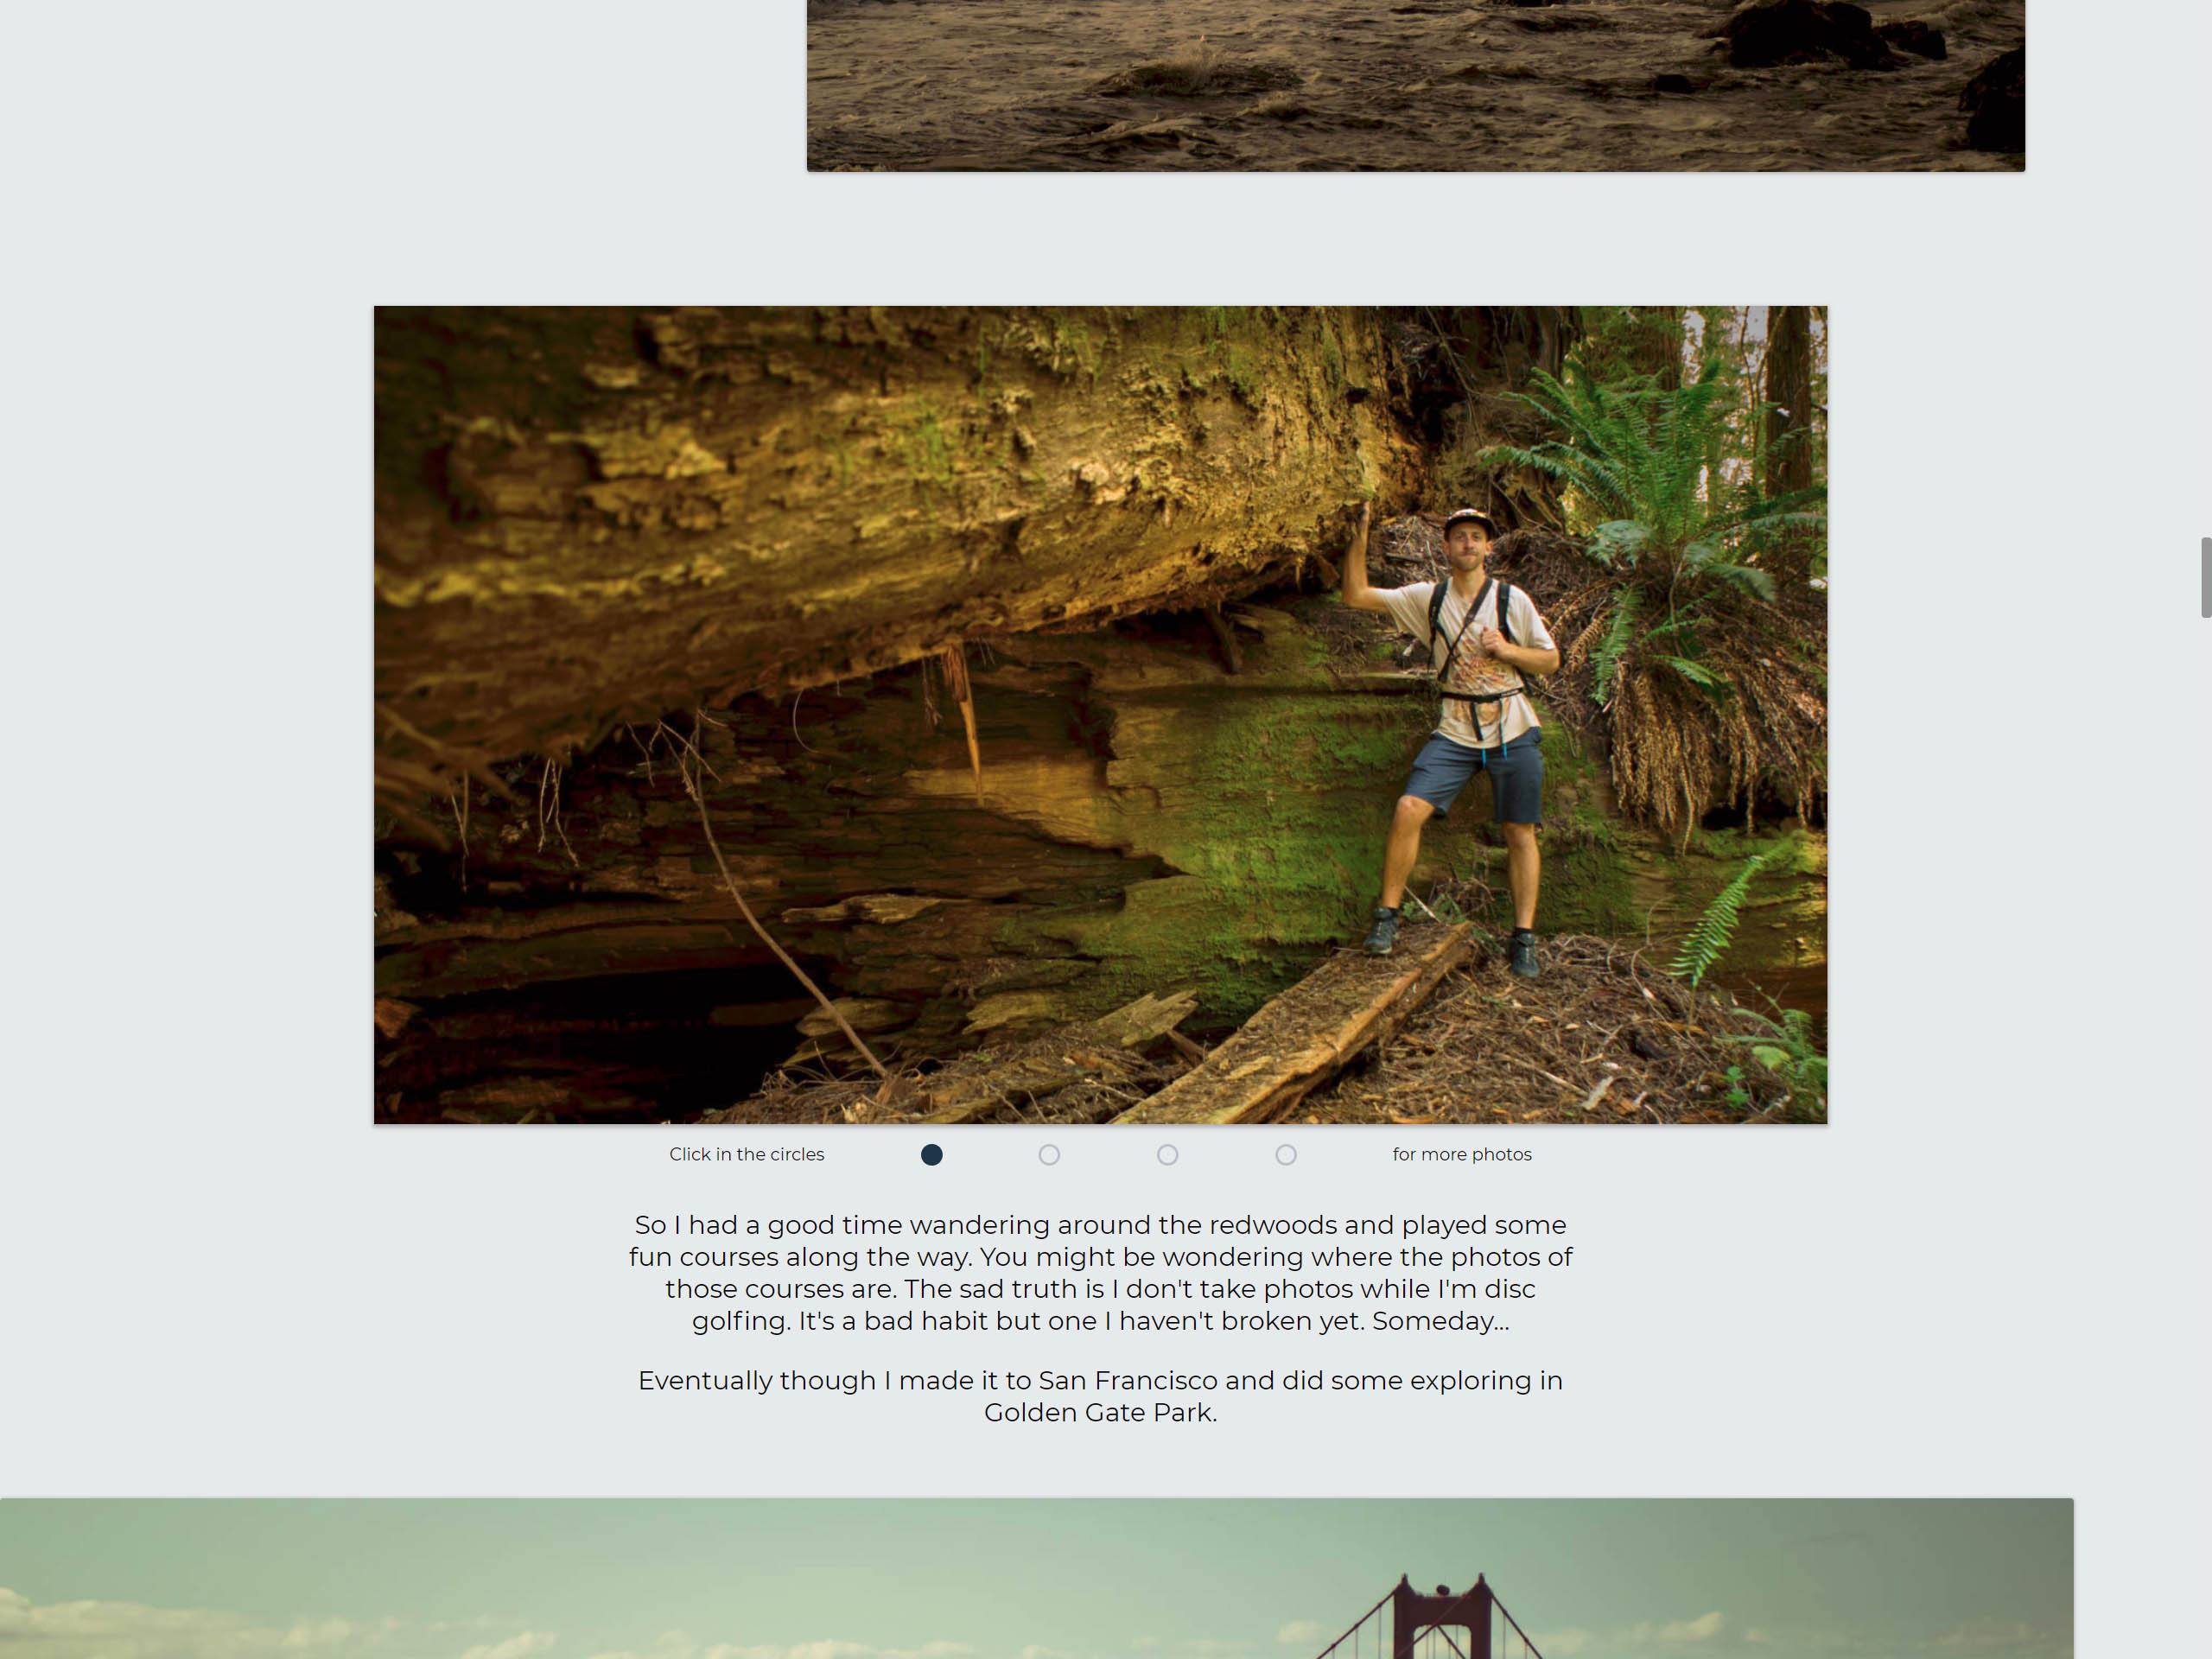 Click in the circles for more photos
So I had a good time wandering around the redwoods and played some
fun courses along the way. You might be wondering where the photos of
those courses are. The sad truth is I don't take photos while I'm disc
golfing. It's a bad habit but one I haven't broken yet. Someday...
Eventually though I made it to San Francisco and did some exploring in
Golden Gate Park.